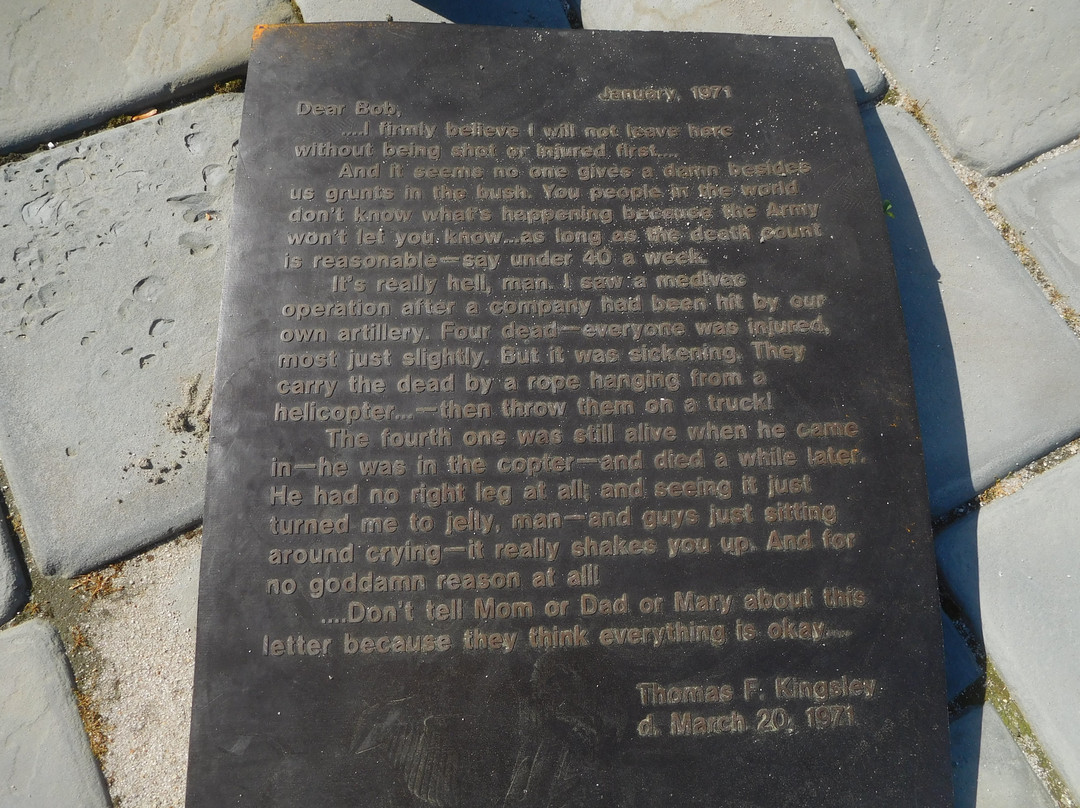 January, 1971
Dear Bob,
....I firmly believe I will not leave here
without being shot or injured first....
And it seems no one gives a damn besides
us grunts in the bush. You people in the world
don't know what's happening because the Army
won't let you know...as long as the death count
is reasonable—say under 40 a week.
It's really hell, man. I saw a medivec
operation after a company had been hit by our
own artillery. Four dead—everyone was injured,
most just slightly. But it was sickening. They
carry the dead by a rope hanging from a
helicopter...—then throw them on a truck!
The fourth one was still alive when he came
in—he was in the copter—and died a while later.
He had no right leg at all; and seeing it just
turned me to jelly, man—and guys just sitting
around crying—it really shakes you up. And for
no goddamn reason at all!
....Don't tell Mom or Dad or Mary about this
letter because they think everything is okay....
Thomas F. Kingsley
d. March 20, 1971